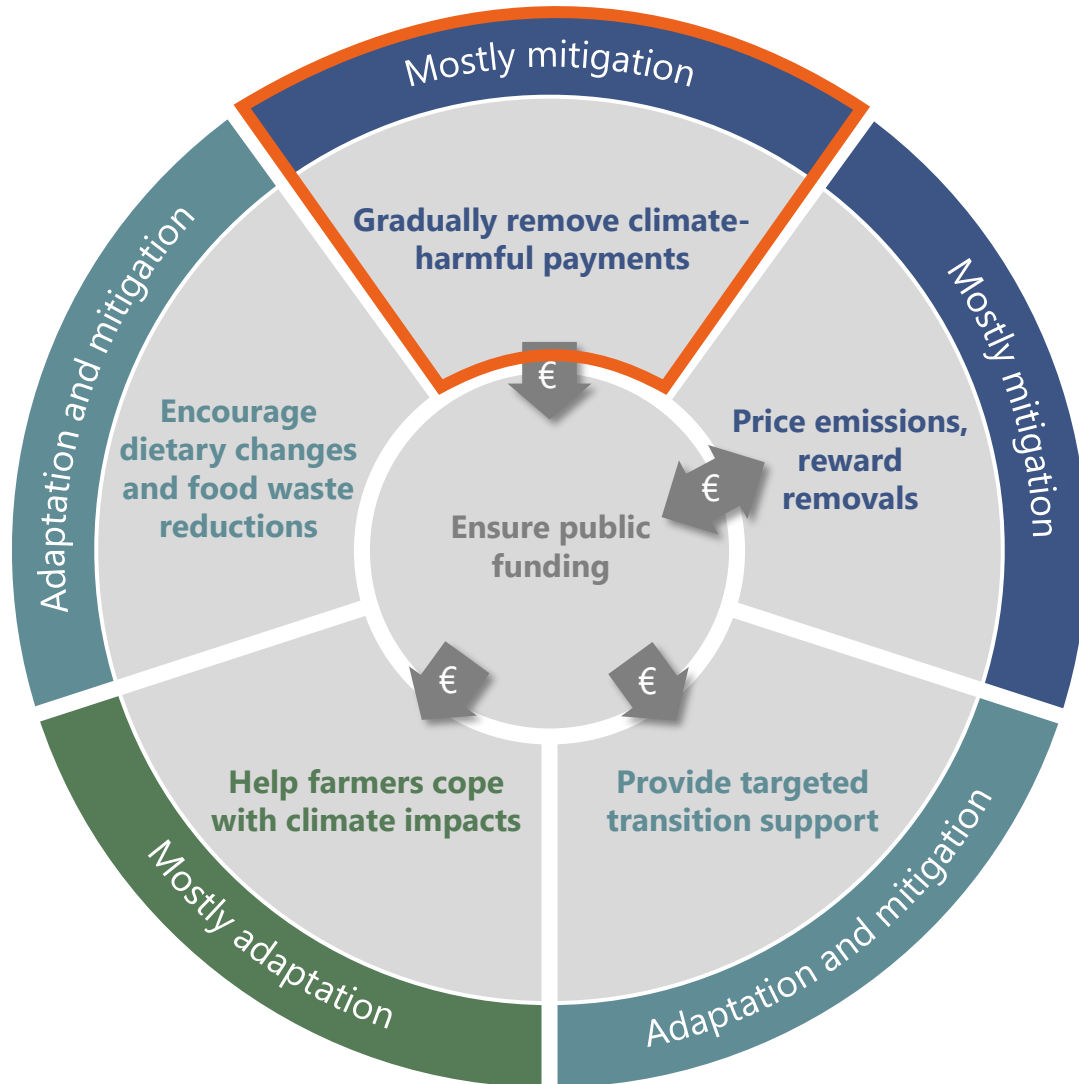 Mostly mitigation
Gradually remove climate-
harmful payments
€
Mostly mitigation
Price emissions,
reward
removals
€
Adaptation and mitigation
Provide targeted
transition support
€
Mostly adaptation
Help farmers cope
with climate impacts
€
Adaptation and mitigation
Encourage
dietary changes
and food waste
reductions
Ensure public
funding